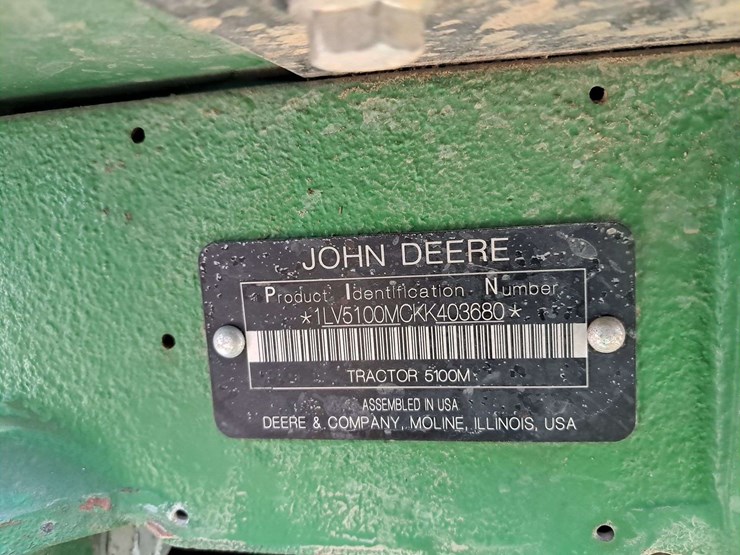 JOHN DEERE
Product Identification Number
*1LV5100MCKK403680*
TRACTOR 5100M
ASSEMBLED IN USA
DEERE & COMPANY, MOLINE, ILLINOIS, USA